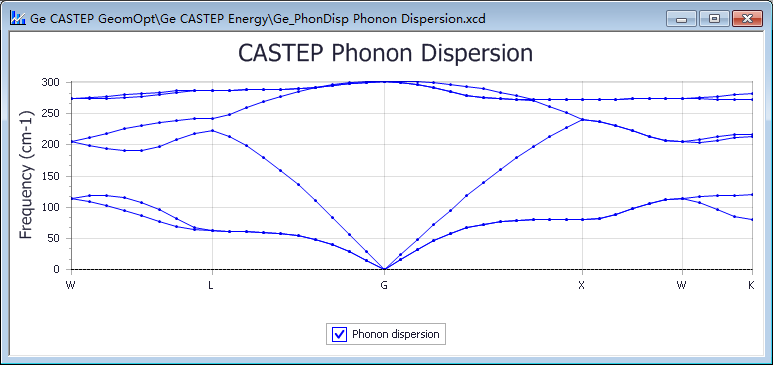 Ge CASTEP GeomOpt\Ge CASTEP Energy\Ge_PhonDisp Phonon Dispersion.xcd
CASTEP Phonon Dispersion
Frequency (cm-1)
300
250
200
150
100
50
0
W L G X W K
Phonon dispersion